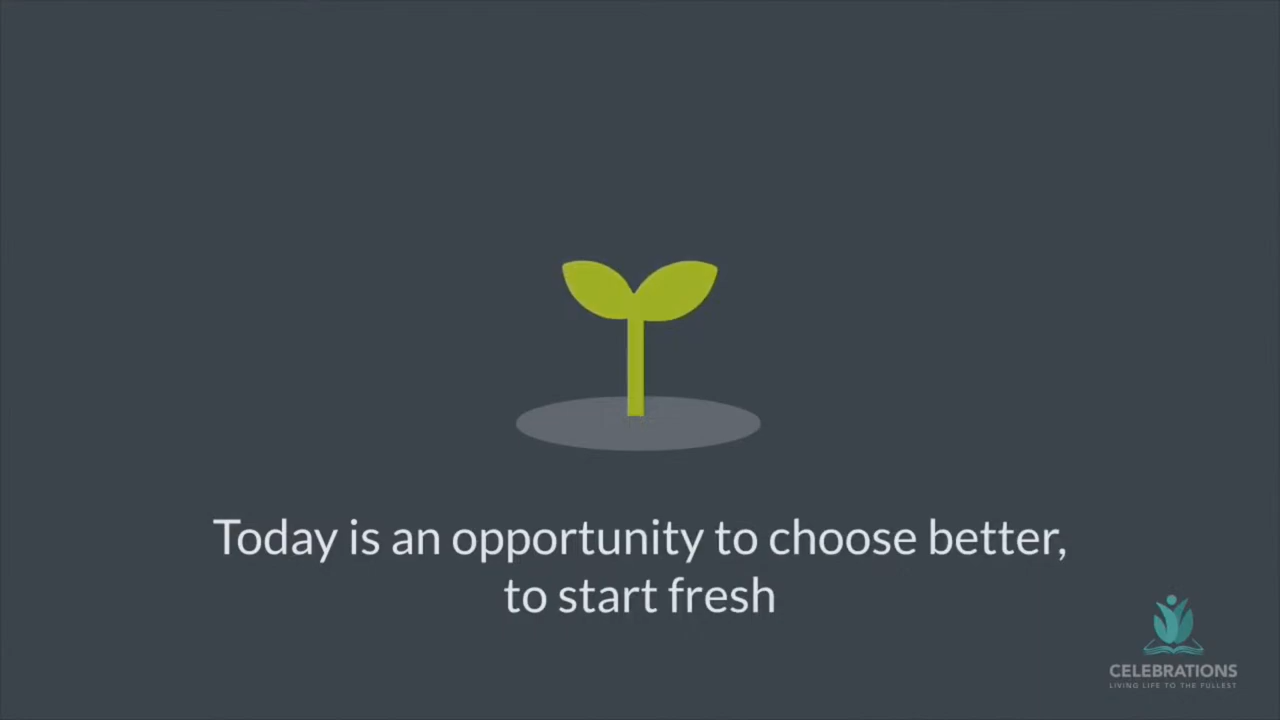 Today is an opportunity to choose better,
to start fresh
CELEBRATIONS
LIVING LIFE TO THE FULLEST